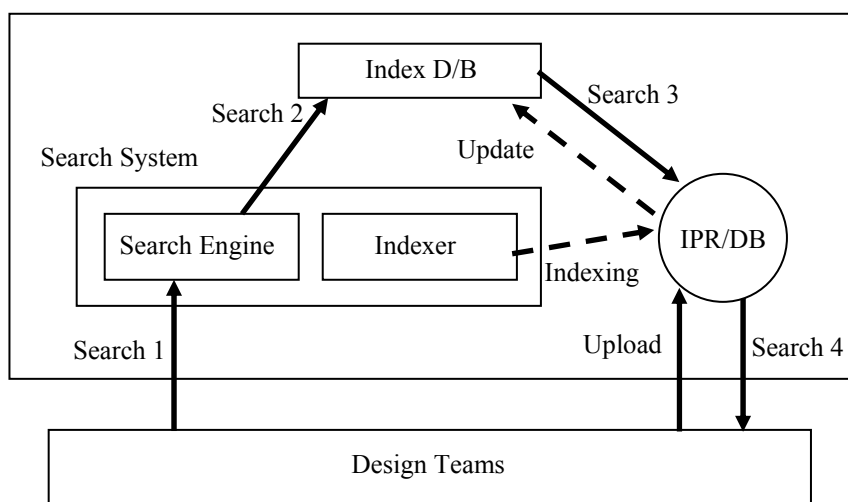 Index D/B
Search 3
Search 2
Update
Search System
Search Engine
Indexer
IPR/DB
Indexing
Search 1
Upload
Search 4
Design Teams